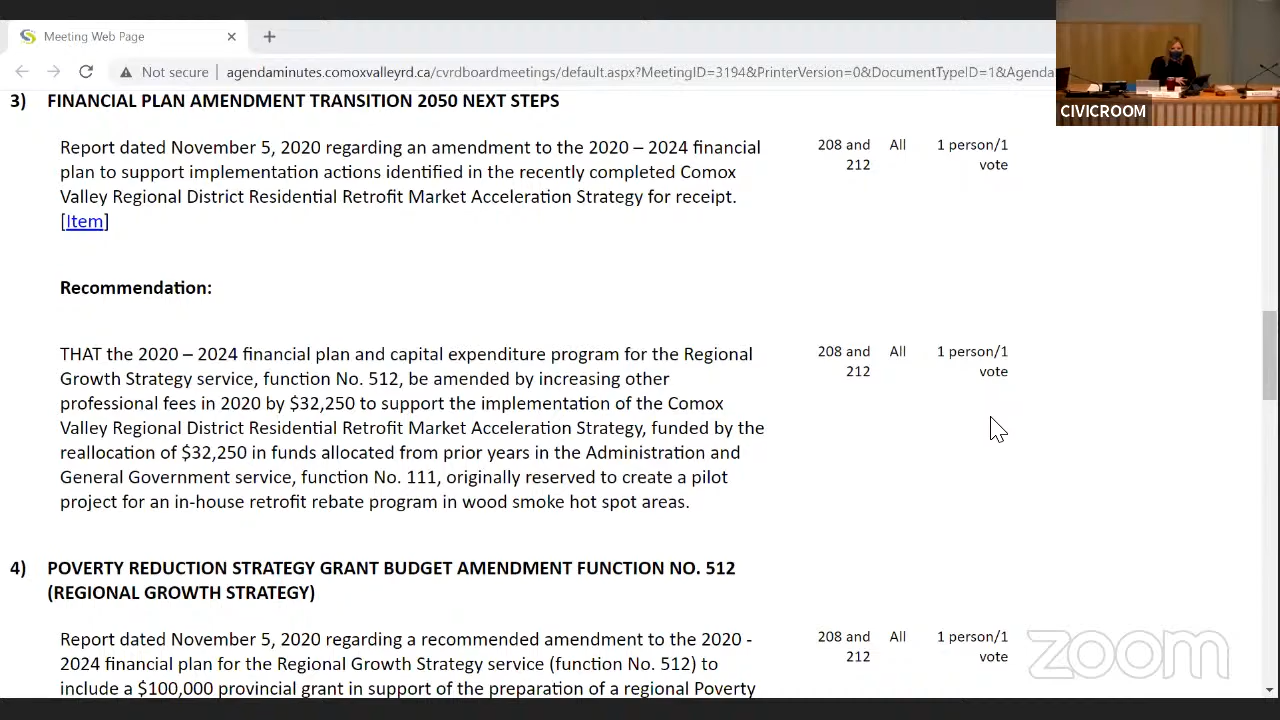 Meeting Web Page
Not secure
agendaminutes.comoxvalleyrd.ca/cvrdboardmeetings/default.aspx?MeetingID=3194&PrinterVersion=0&DocumentTypeID=1&Agenda
CIVICROOM
3) FINANCIAL PLAN AMENDMENT TRANSITION 2050 NEXT STEPS
Report dated November 5, 2020 regarding an amendment to the 2020 – 2024 financial 208 and All 1 person/1
plan to support implementation actions identified in the recently completed Comox 212 vote
Valley Regional District Residential Retrofit Market Acceleration Strategy for receipt.
[Item]
Recommendation:
THAT the 2020 – 2024 financial plan and capital expenditure program for the Regional 208 and All 1 person/1
Growth Strategy service, function No. 512, be amended by increasing other 212 vote
professional fees in 2020 by $32,250 to support the implementation of the Comox
Valley Regional District Residential Retrofit Market Acceleration Strategy, funded by the
reallocation of $32,250 in funds allocated from prior years in the Administration and
General Government service, function No. 111, originally reserved to create a pilot
project for an in-house retrofit rebate program in wood smoke hot spot areas.
4) POVERTY REDUCTION STRATEGY GRANT BUDGET AMENDMENT FUNCTION NO. 512
(REGIONAL GROWTH STRATEGY)
Report dated November 5, 2020 regarding a recommended amendment to the 2020 - 208 and All 1 person/1
2024 financial plan for the Regional Growth Strategy service (function No. 512) to 212 vote
include a $100,000 provincial grant in support of the preparation of a regional Poverty
zoom